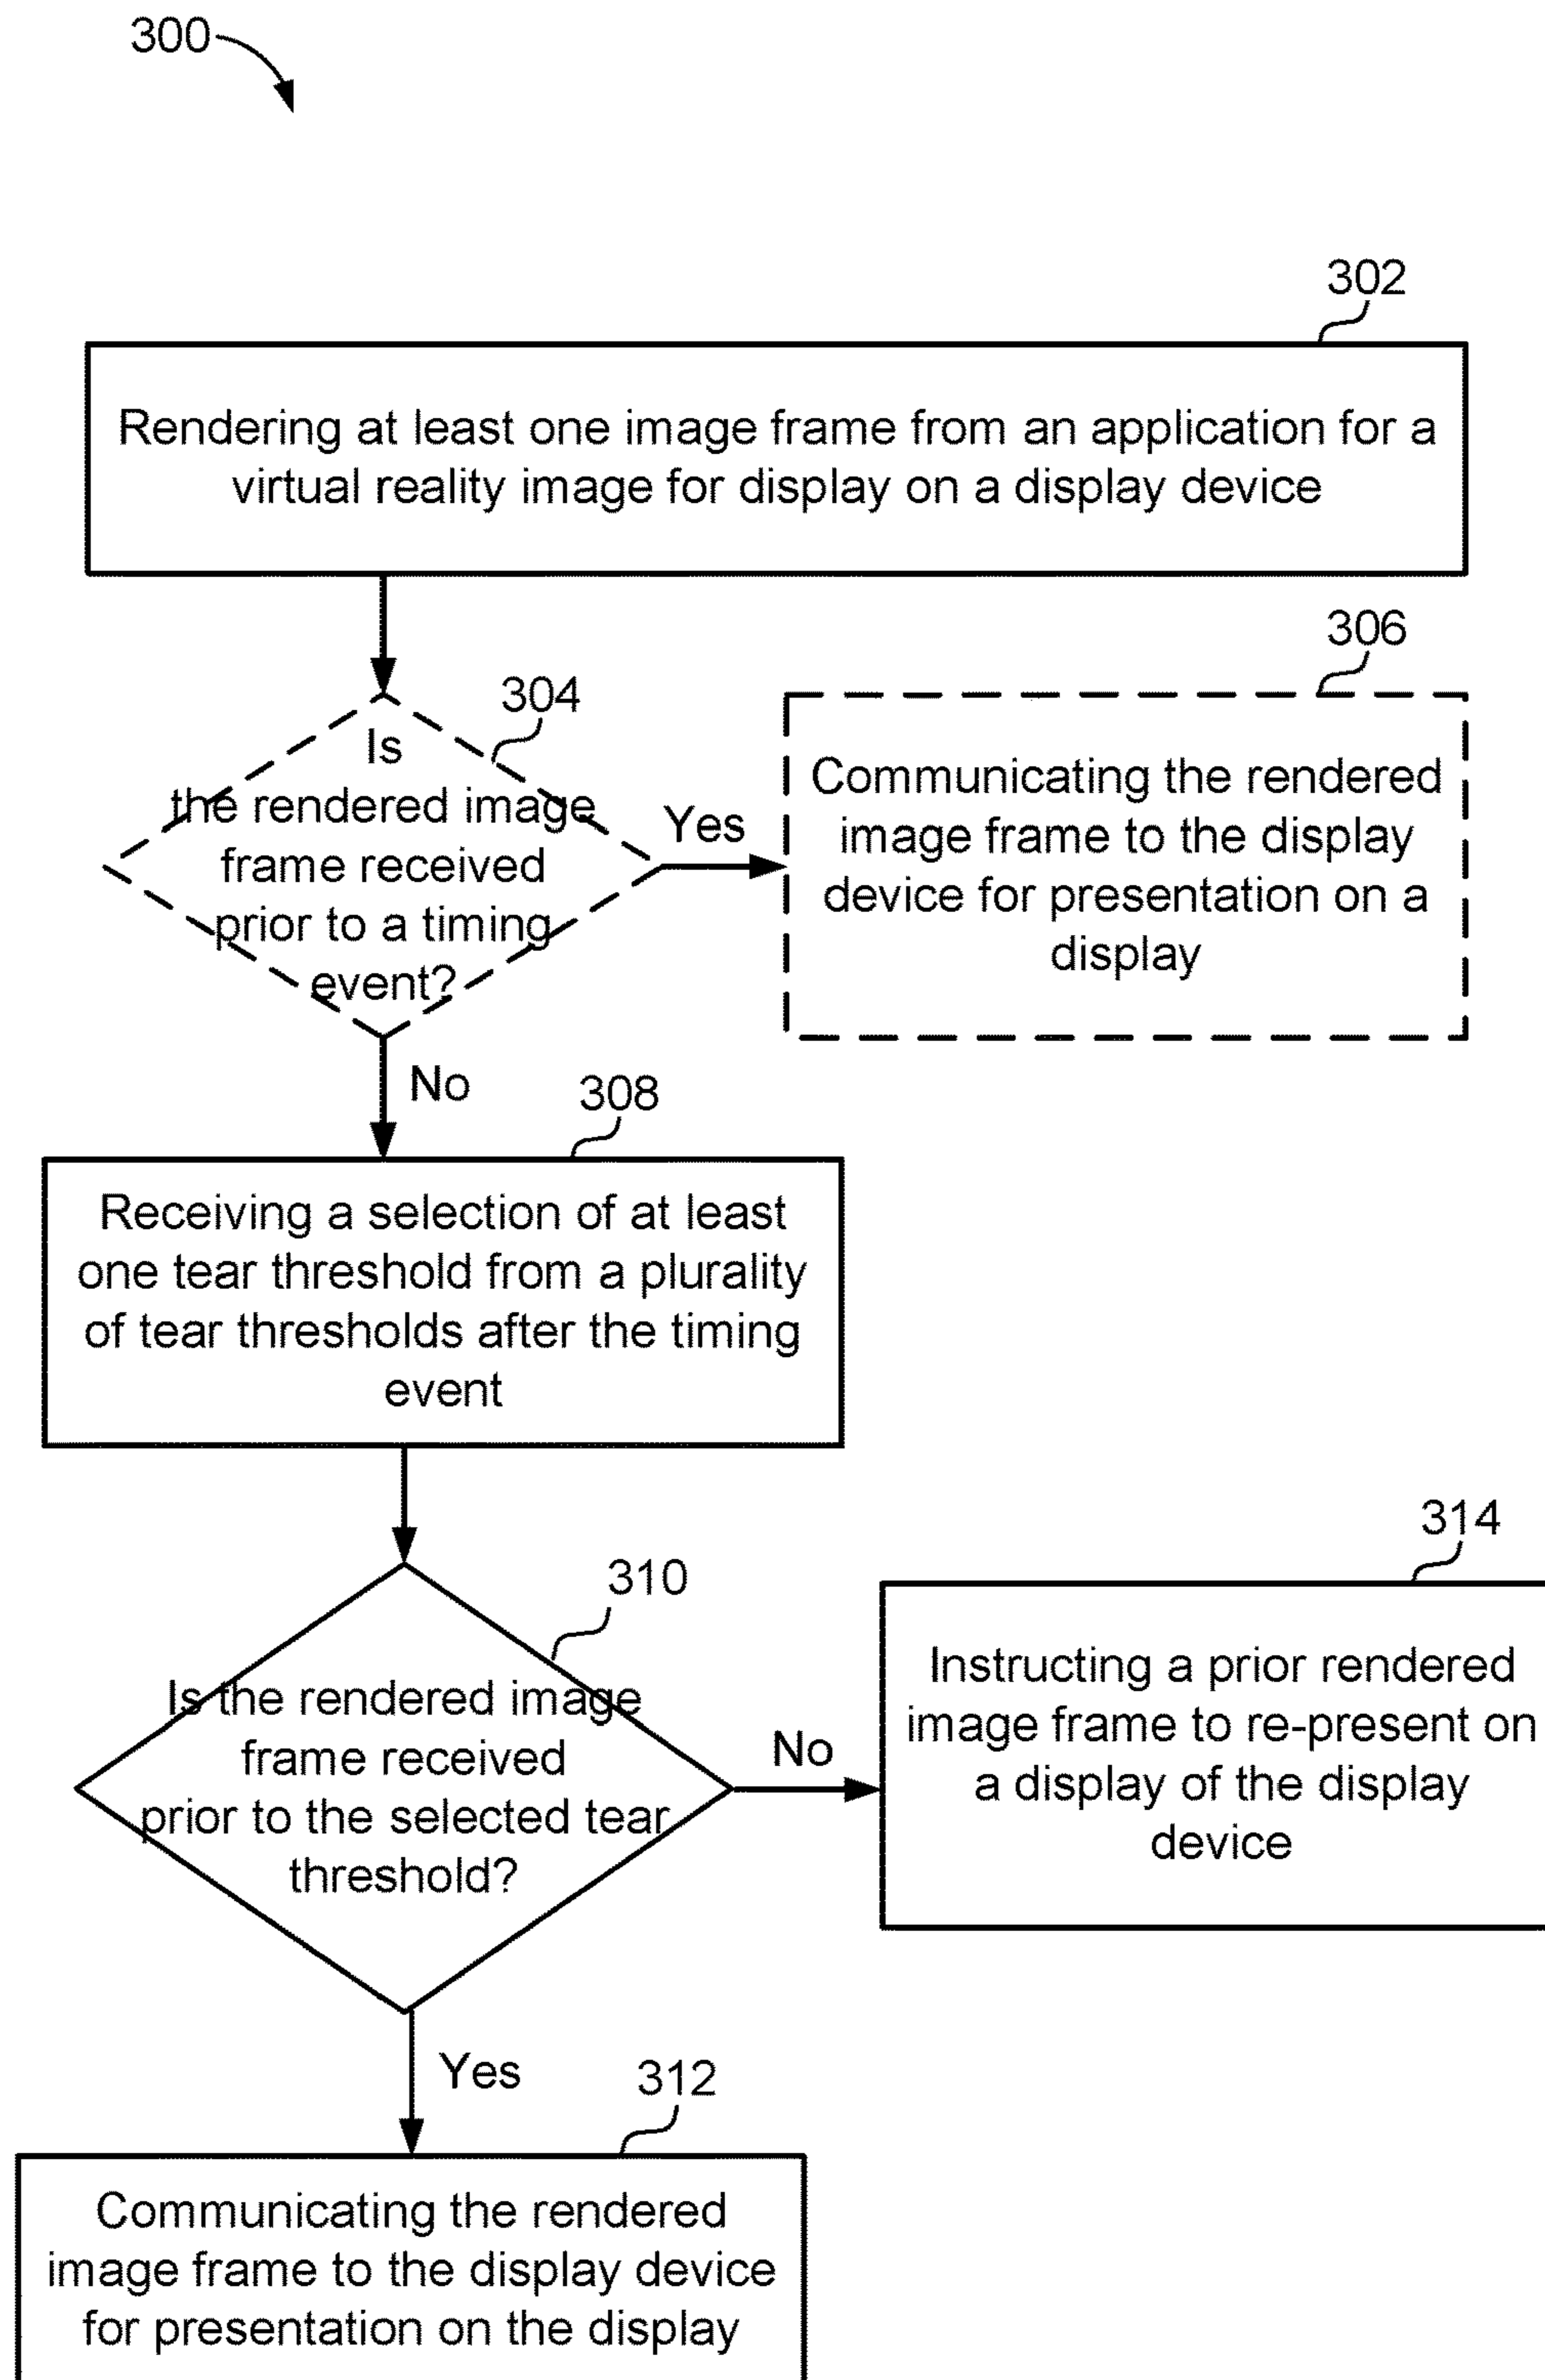 300
302
Rendering at least one image frame from an application for a
virtual reality image for display on a display device
304
Is
the rendered image
frame received
prior to a timing
event?
Yes
306
Communicating the rendered
image frame to the display
device for presentation on a
display
No
308
Receiving a selection of at least
one tear threshold from a plurality
of tear thresholds after the timing
event
310
Is the rendered image
frame received
prior to the selected tear
threshold?
No
314
Instructing a prior rendered
image frame to re-present on
a display of the display
device
Yes
312
Communicating the rendered
image frame to the display device
for presentation on the display